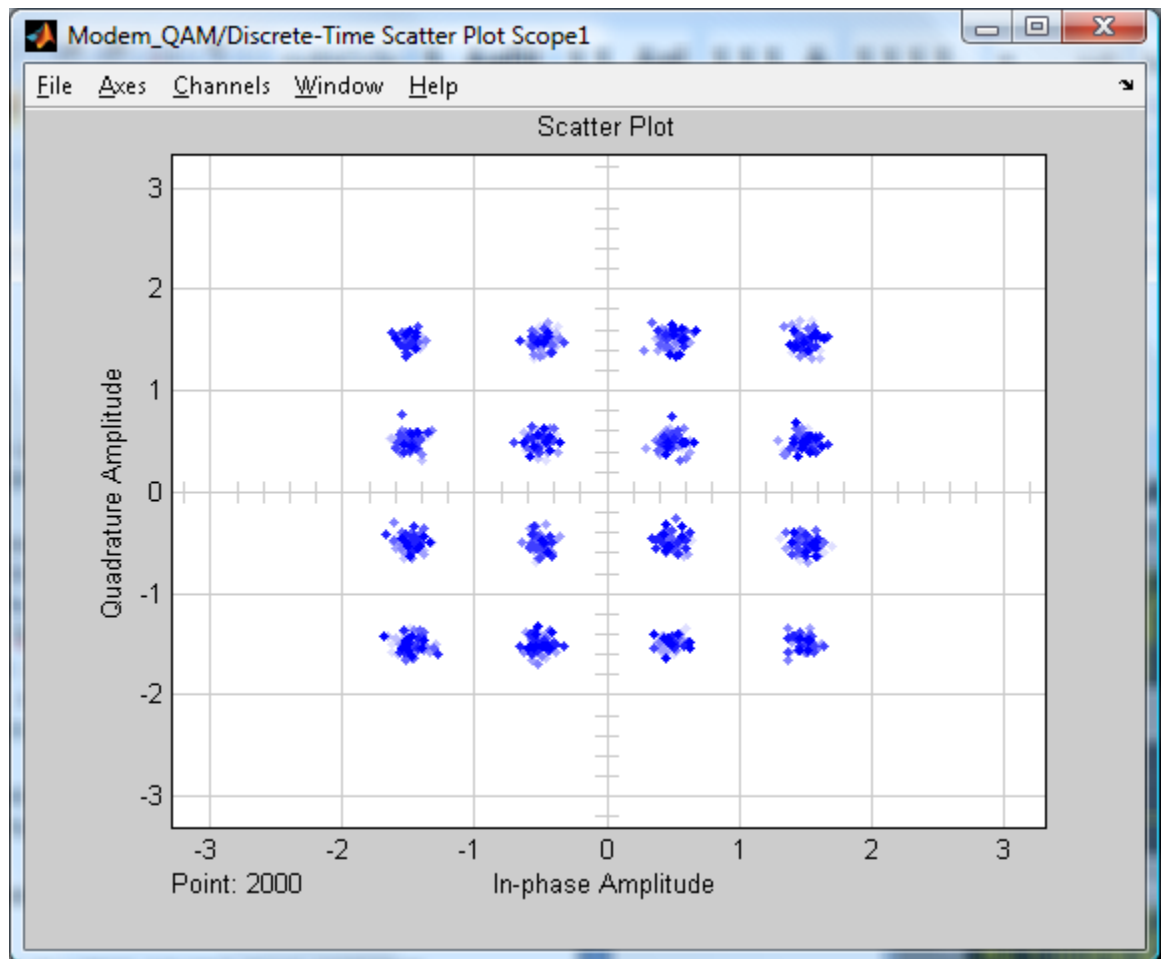 Modem_QAM/Discrete-Time Scatter Plot Scope1
File Axes Channels Window Help
Scatter Plot
3
2
1
0
-1
-2
-3
Quadrature Amplitude
-3 -2 -1 0 1 2 3
Point: 2000 In-phase Amplitude